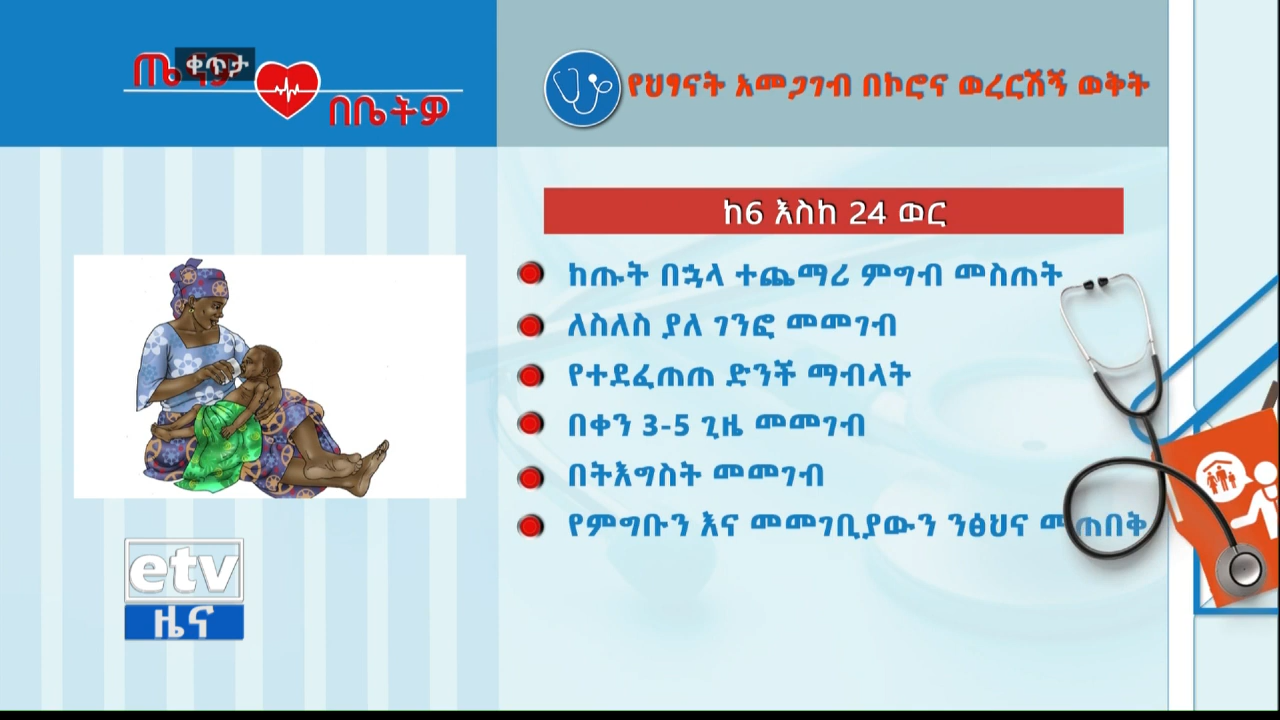 ቀጥታ
በቤትዎ
የህፃናት አመጋገብ በኮሮና ወረርሽኝ ወቅት
ከ6 እስከ 24 ወር
ከጡት በኋላ ተጨማሪ ምግብ መስጠት
ለስለስ ያለ ገንፎ መመገብ
የተደፈጠጠ ድንች ማብላት
በቀን 3-5 ጊዜ መመገብ
በትእግስት መመገብ
የምግቡን እና መመገቢያውን ንፅህና መጠበቅ
etv
ዜና